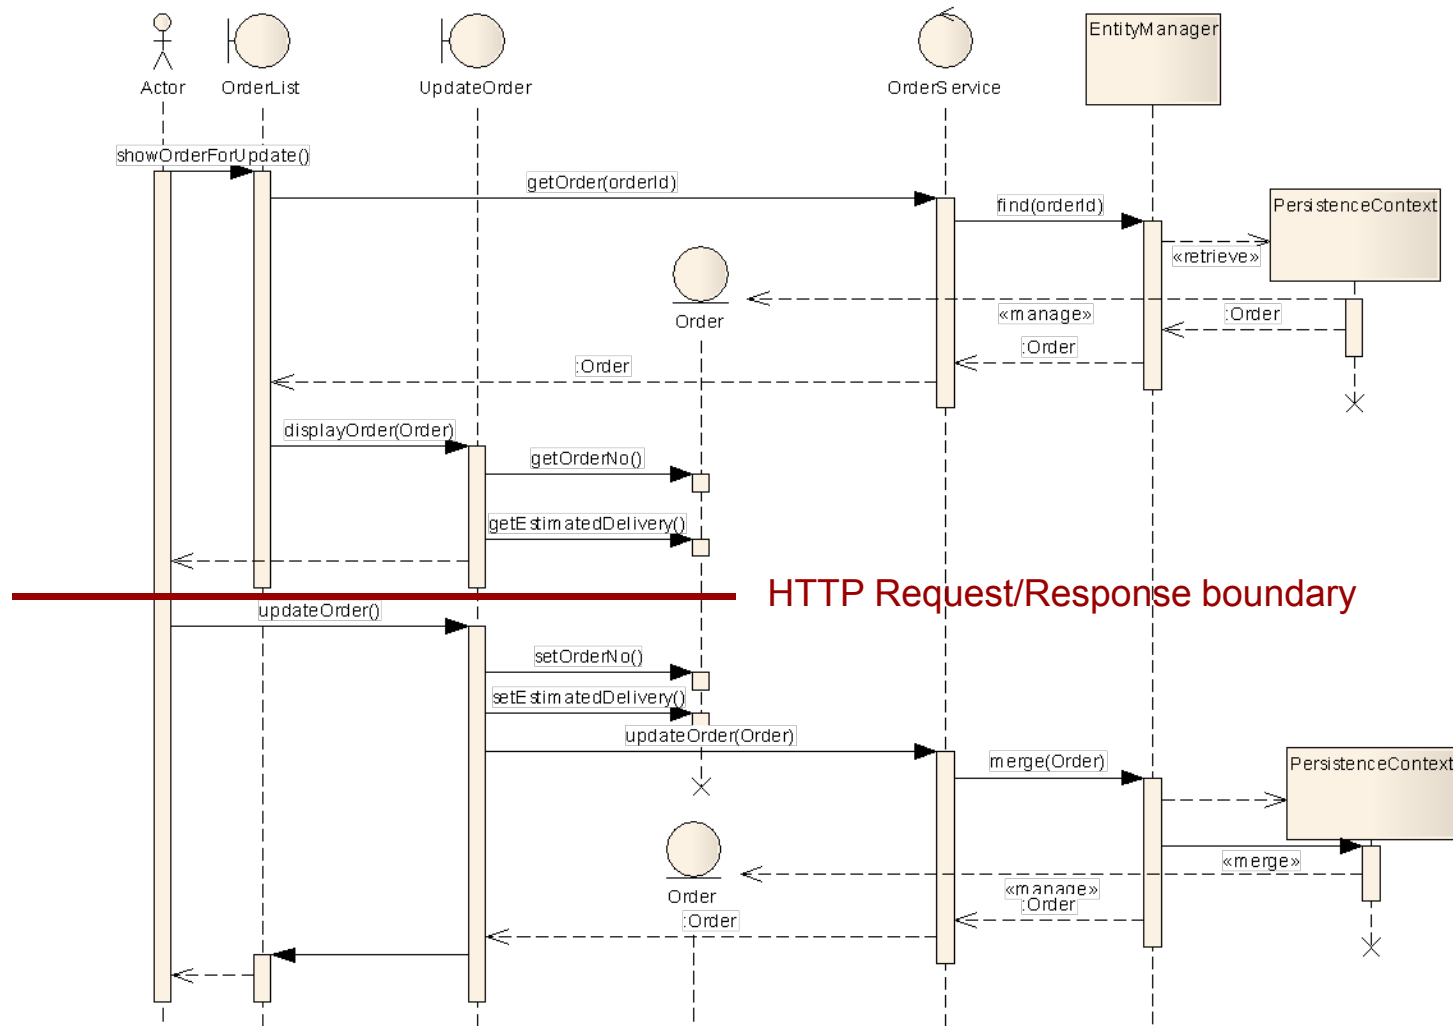 EntityManager
Actor
OrderList
UpdateOrder
OrderService
showOrderForUpdate()
getOrder(orderId)
find(orderId)
PersistenceContext
«retrieve»
Order
«manage»
:Order
:Order
:Order
displayOrder(Order)
getOrderNo()
getEstimatedDelivery()
HTTP Request/Response boundary
updateOrder()
setOrderNo()
setEstimatedDelivery()
updateOrder(Order)
merge(Order)
PersistenceContext
«merge»
Order
«manage»
:Order
:Order